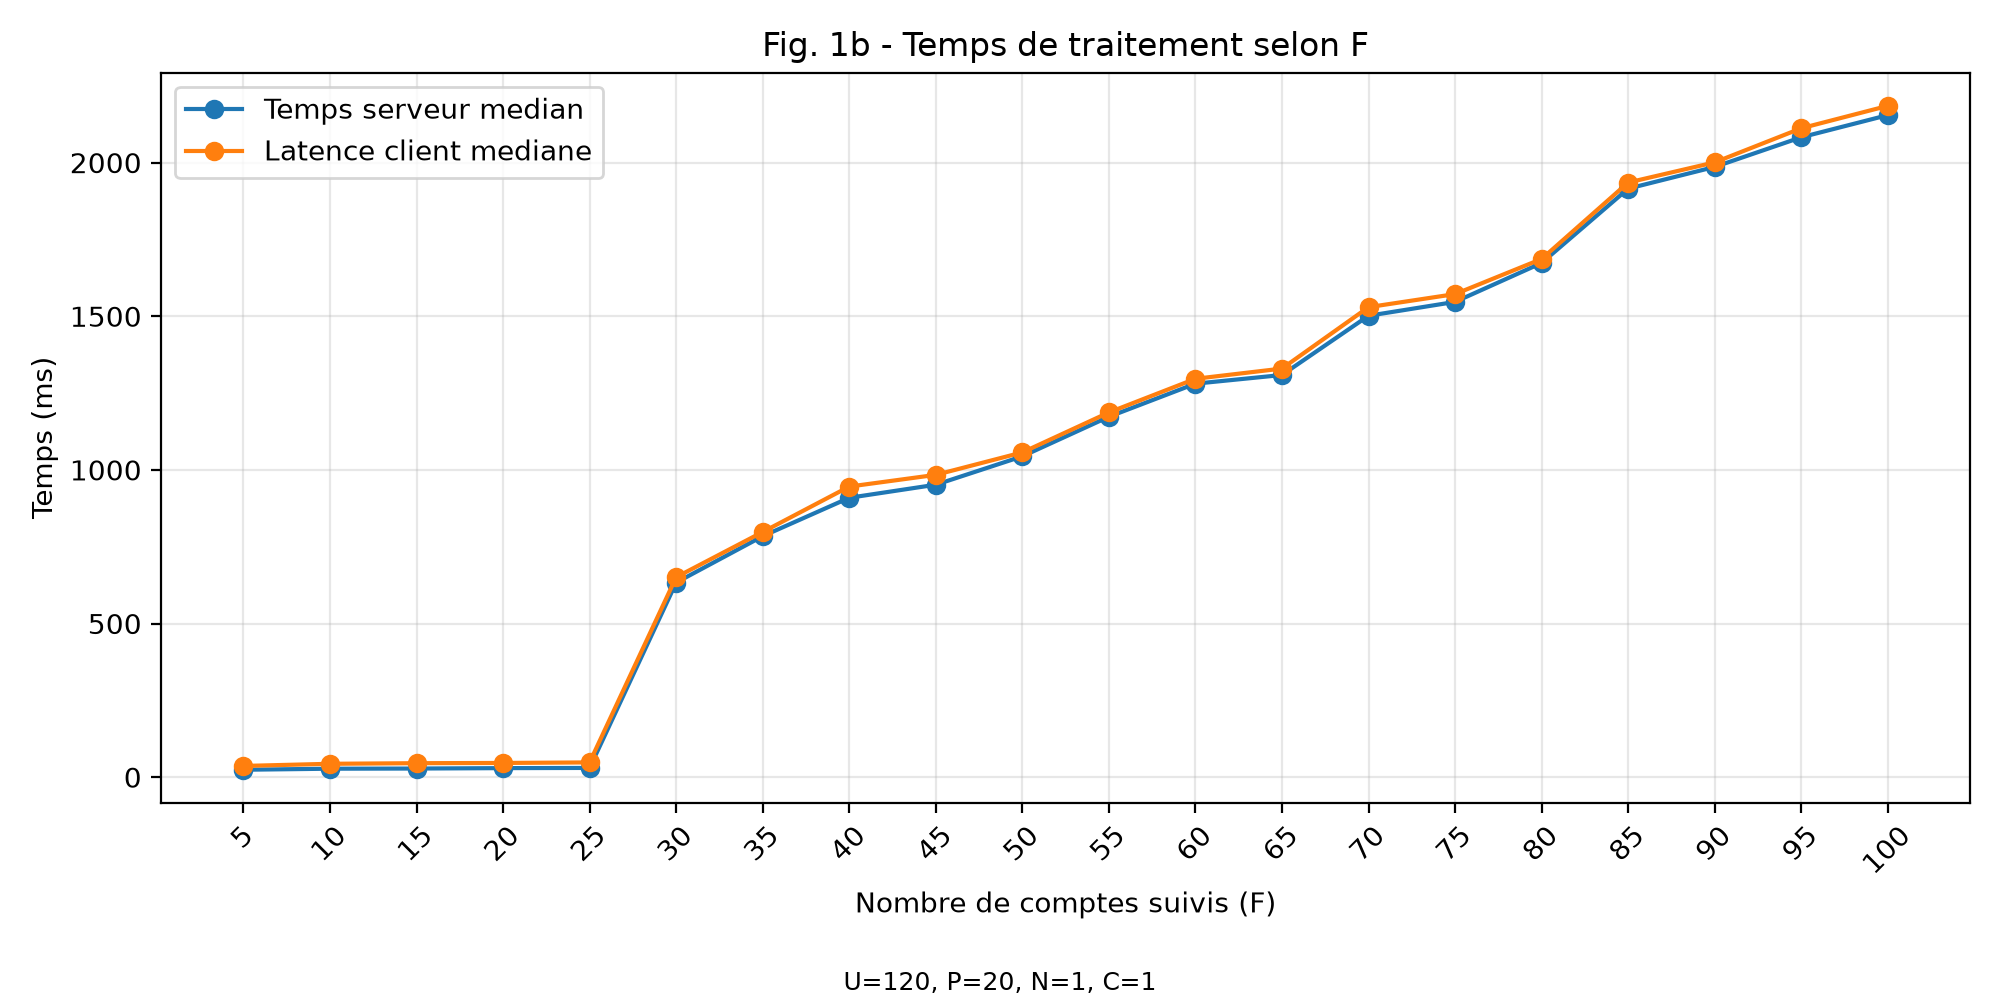 Fig. 1b - Temps de traitement selon F
Temps serveur median
Latence client mediane
Temps (ms)
2000
1500
1000
500
0
5 10 15 20 25 30 35 40 45 50 55 60 65 70 75 80 85 90 95 100
Nombre de comptes suivis (F)
U=120, P=20, N=1, C=1